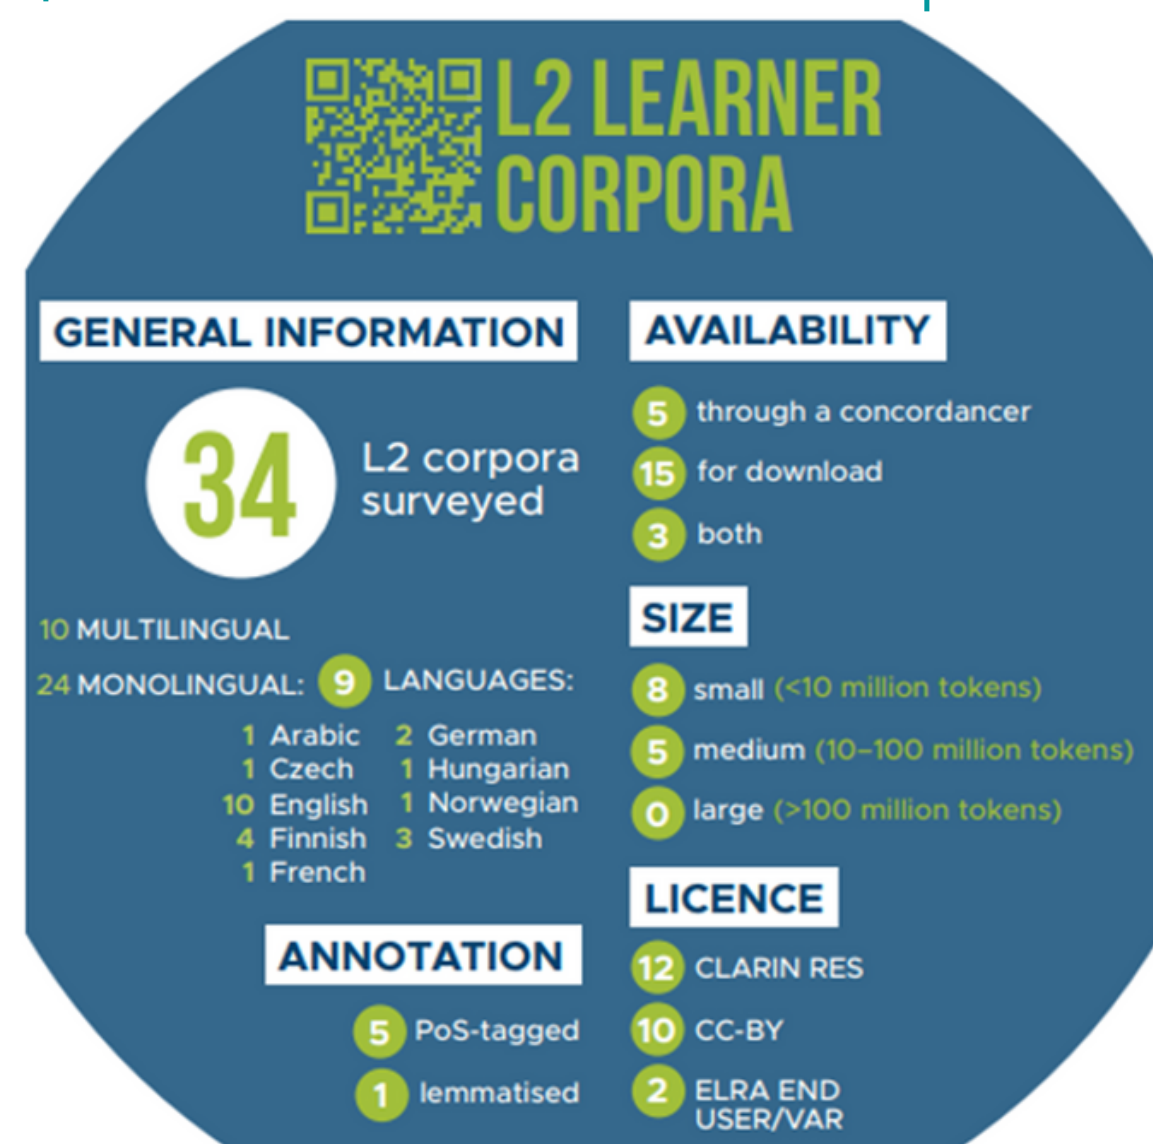 L2 LEARNER
CORPORA
GENERAL INFORMATION
34
L2 corpora
surveyed
10 MULTILINGUAL
24 MONOLINGUAL: 9 LANGUAGES:
1 Arabic
1 Czech
10 English
4 Finnish
1 French
2 German
1 Hungarian
1 Norwegian
3 Swedish
ANNOTATION
5 PoS-tagged
1 lemmatised
AVAILABILITY
5 through a concordancer
15 for download
3 both
SIZE
8 small (<10 million tokens)
5 medium (10–100 million tokens)
0 large (>100 million tokens)
LICENCE
12 CLARIN RES
10 CC-BY
2 ELRA END
USER/VAR